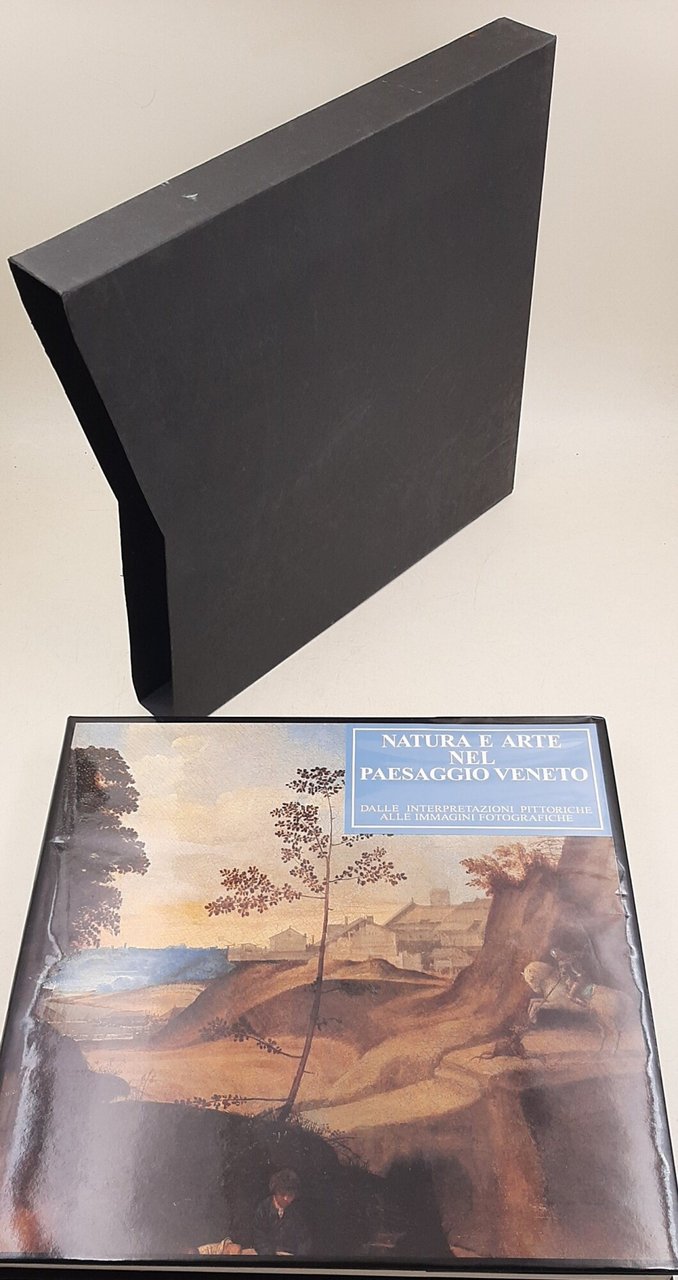 NATURA E ARTE
NEL
PAESAGGIO VENETO
DALLE INTERPRETAZIONI PITTORICHE
ALLE IMMAGINI FOTOGRAFICHE